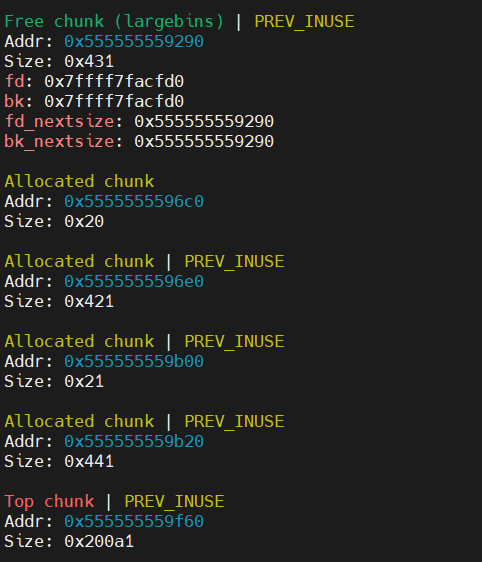 Free chunk (largebins) | PREV_INUSE
Addr: 0x555555559290
Size: 0x431
fd: 0x7ffff7facfd0
bk: 0x7ffff7facfd0
fd_nextsize: 0x555555559290
bk_nextsize: 0x555555559290
Allocated chunk
Addr: 0x5555555596c0
Size: 0x20
Allocated chunk | PREV_INUSE
Addr: 0x5555555596e0
Size: 0x421
Allocated chunk | PREV_INUSE
Addr: 0x555555559b00
Size: 0x21
Allocated chunk | PREV_INUSE
Addr: 0x555555559b20
Size: 0x441
Top chunk | PREV_INUSE
Addr: 0x555555559f60
Size: 0x200a1